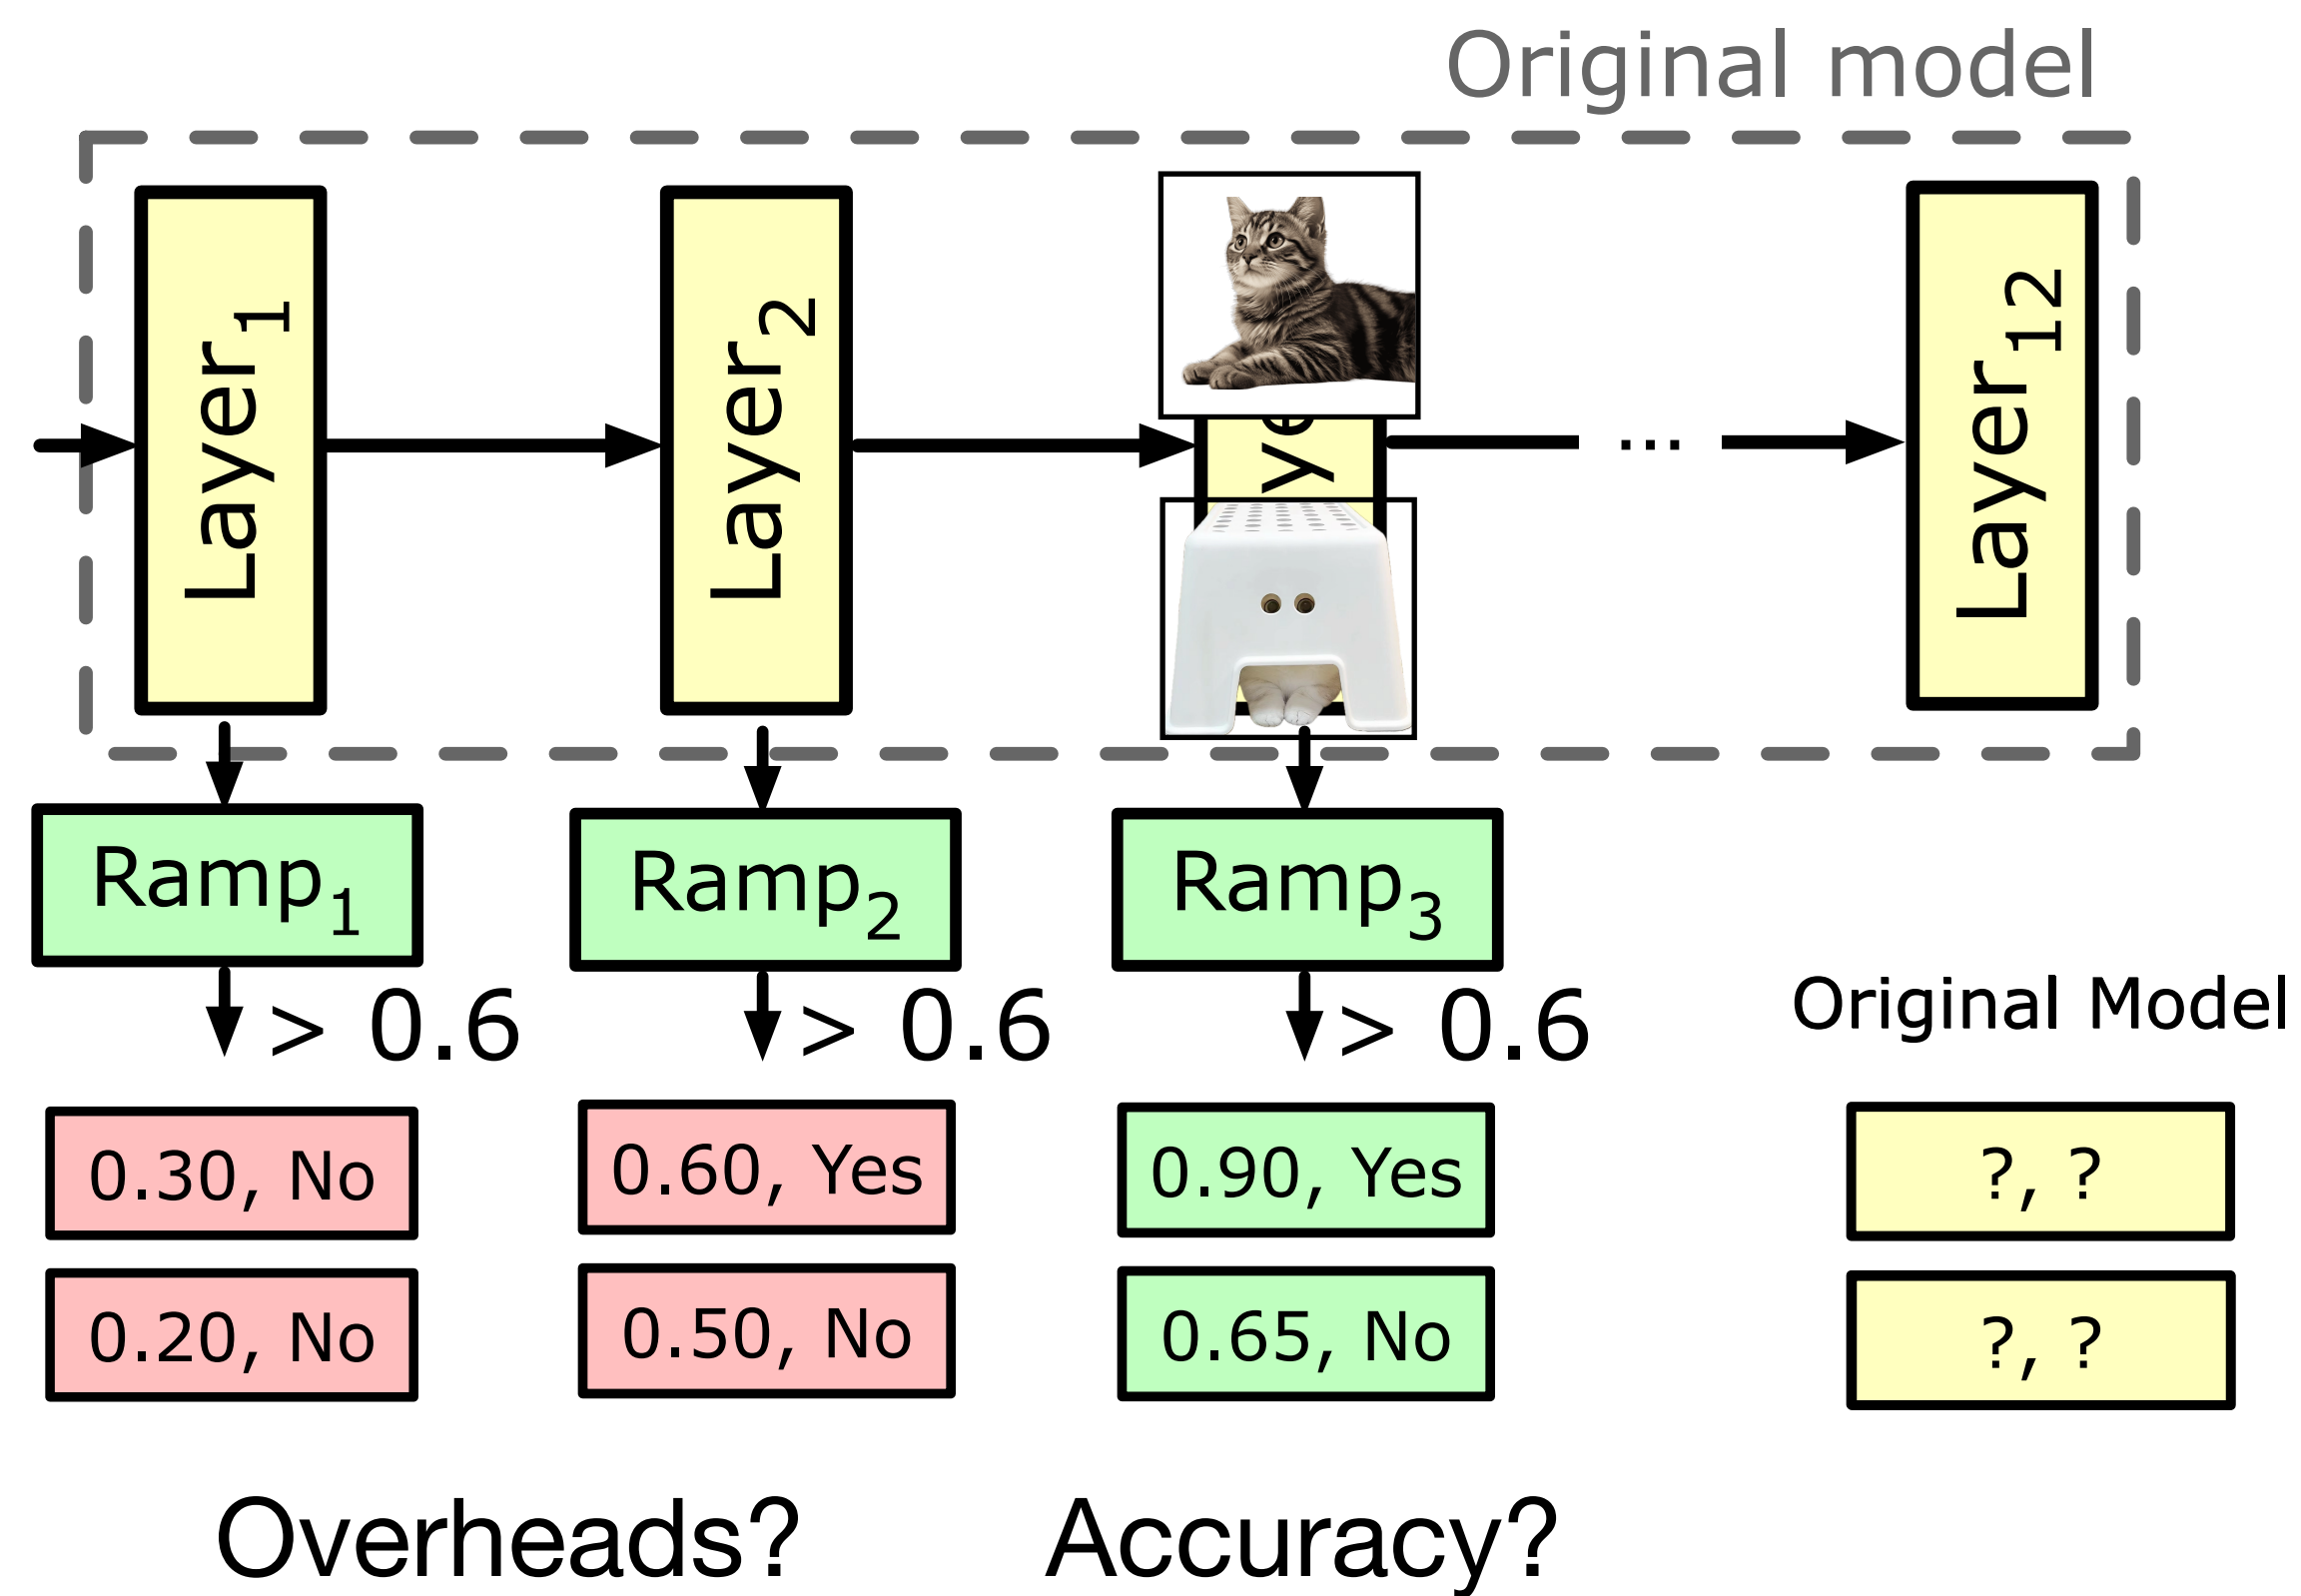 Original model
Layer1
Layer2
ye
...
Layer12
Ramp1
Ramp2
Ramp3
> 0.6
> 0.6
> 0.6
Original Model
0.30, No
0.60, Yes
0.90, Yes
?, ?
0.20, No
0.50, No
0.65, No
?, ?
Overheads?
Accuracy?